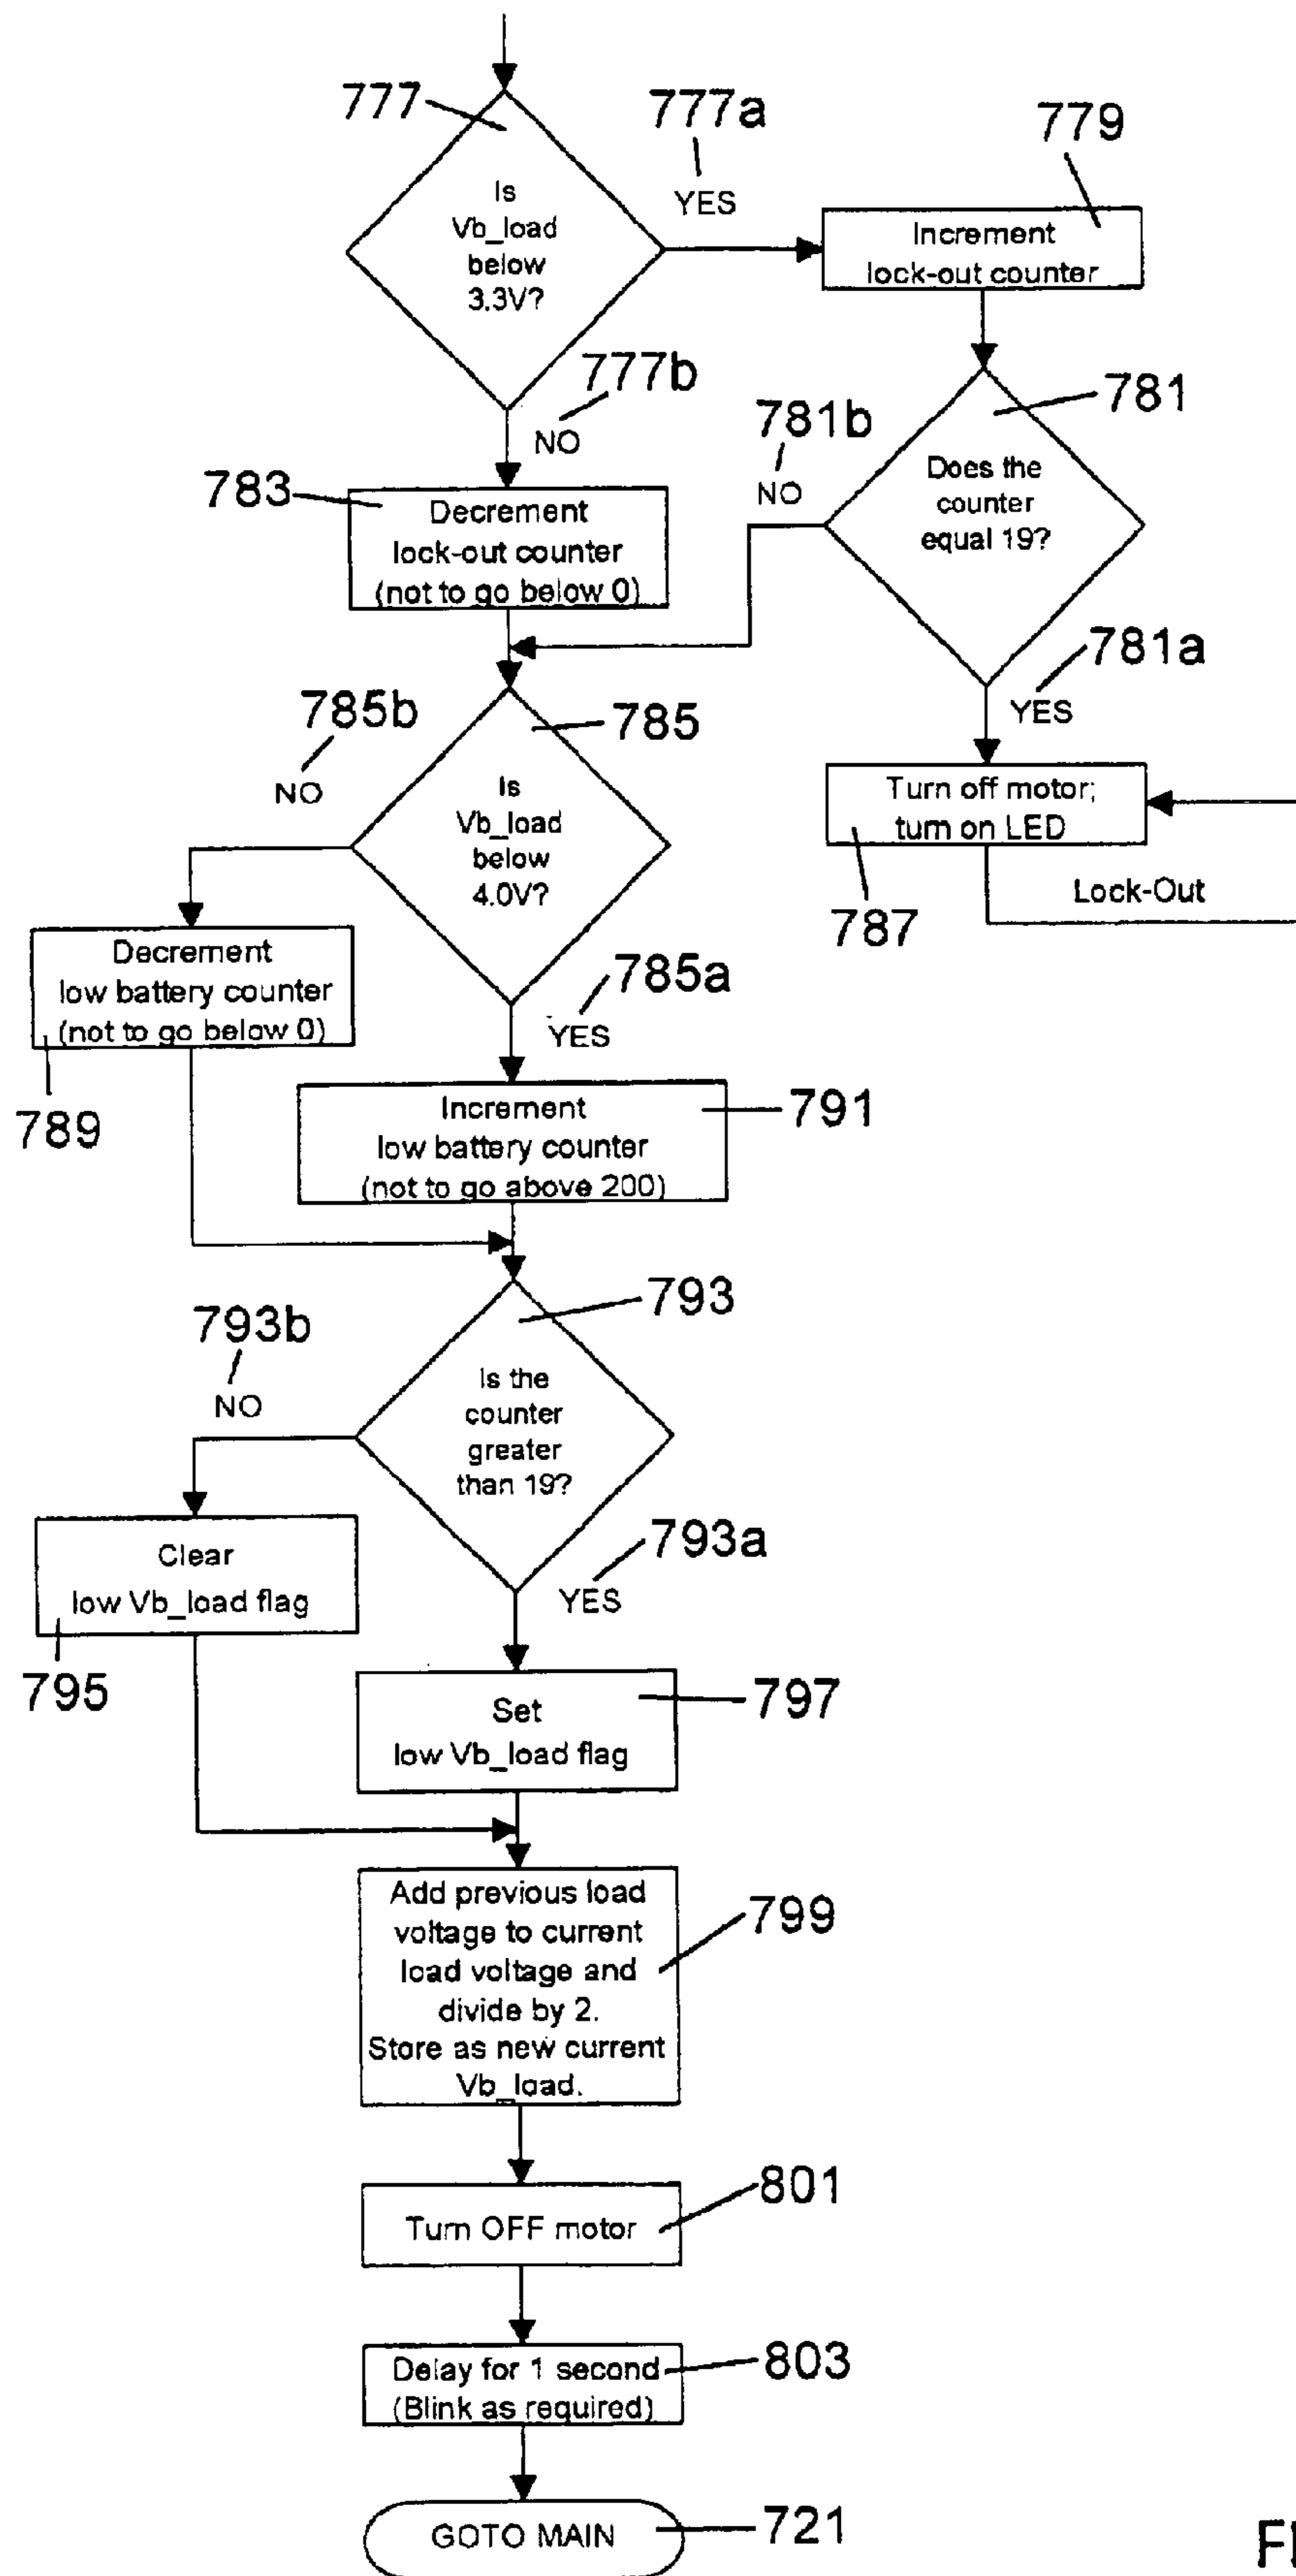 777
777a
779
Is
Vb_load
below
3.3V?
YES
Increment
lock-out counter
777b
NO
781
781b
NO
Does the
counter
equal 19?
783
Decrement
lock-out counter
(not to go below 0)
781a
YES
785b
NO
785
Is
Vb_load
below
4.0V?
Turn off motor;
turn on LED
Lock-Out
787
Decrement
low battery counter
(not to go below 0)
789
785a
YES
Increment
low battery counter
(not to go above 200)
791
793
793b
NO
Is the
counter
greater
than 19?
793a
YES
Clear
low Vb_load flag
795
Set
low Vb_load flag
797
Add previous load
voltage to current
load voltage and
divide by 2.
Store as new current
Vb_load.
799
801
Turn OFF motor
Delay for 1 second
(Blink as required)
803
GOTO MAIN
721